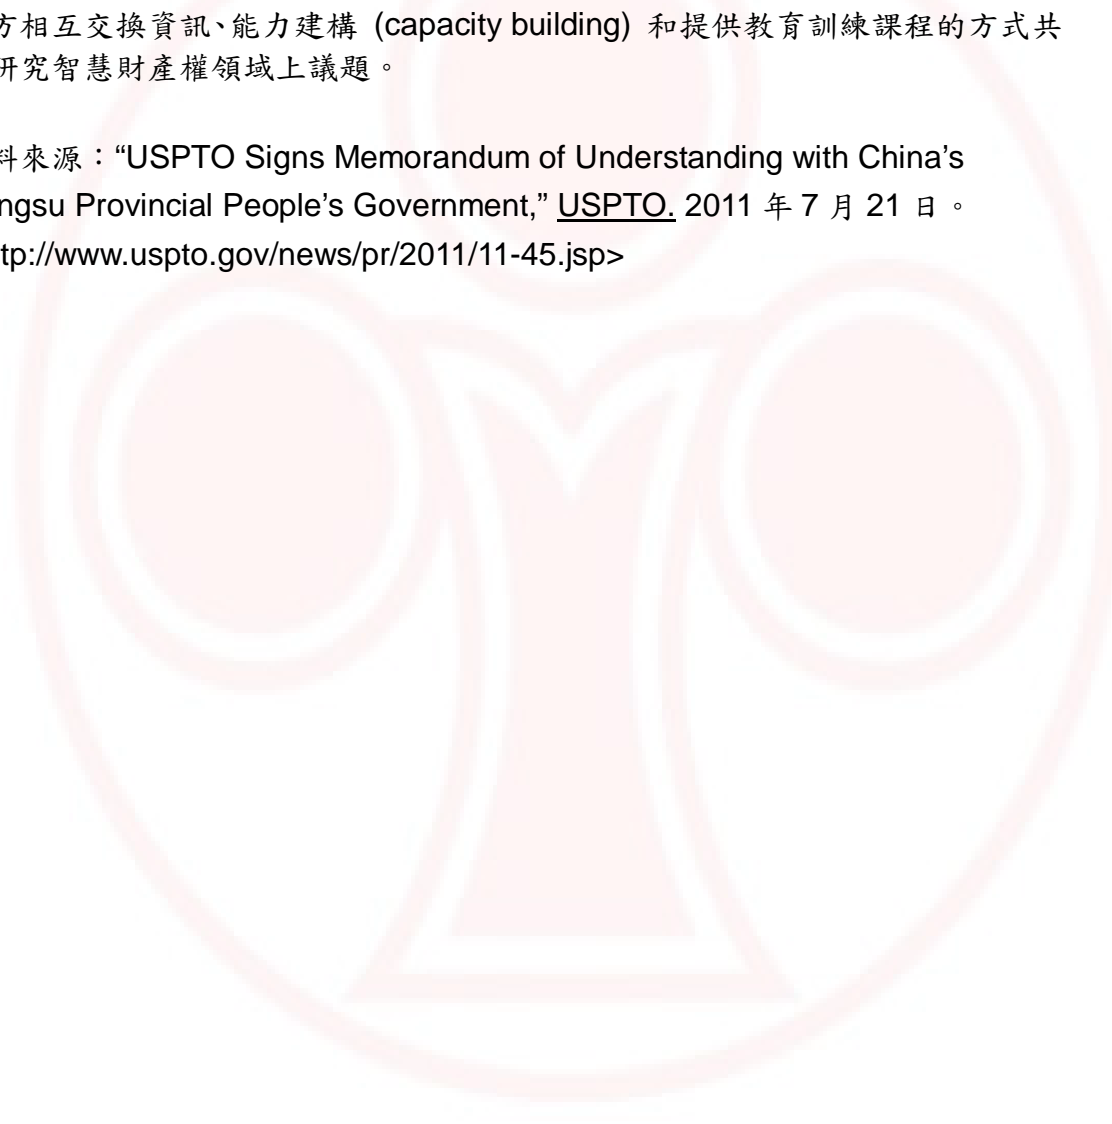 方相互交換資訊、能力建構 (capacity building) 和提供教育訓練課程的方式共
研究智慧財產權領域上議題。
料來源：“USPTO Signs Memorandum of Understanding with China’s
ngsu Provincial People’s Government,” USPTO. 2011 年 7 月 21 日。
tp://www.uspto.gov/news/pr/2011/11-45.jsp>